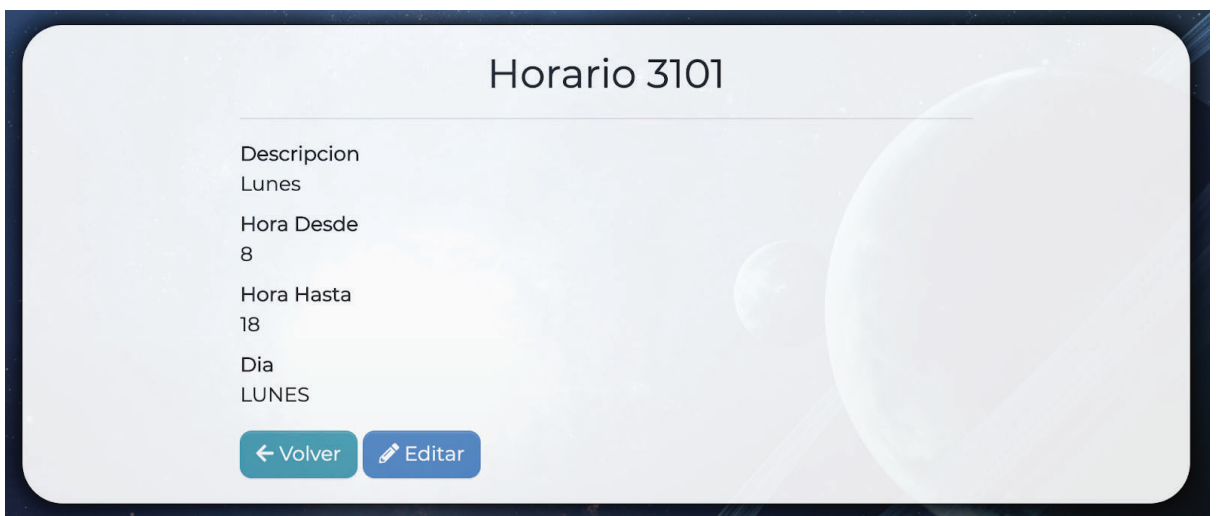 Horario 3101
Descripcion
Lunes
Hora Desde
8
Hora Hasta
18
Dia
LUNES
Volver Editar